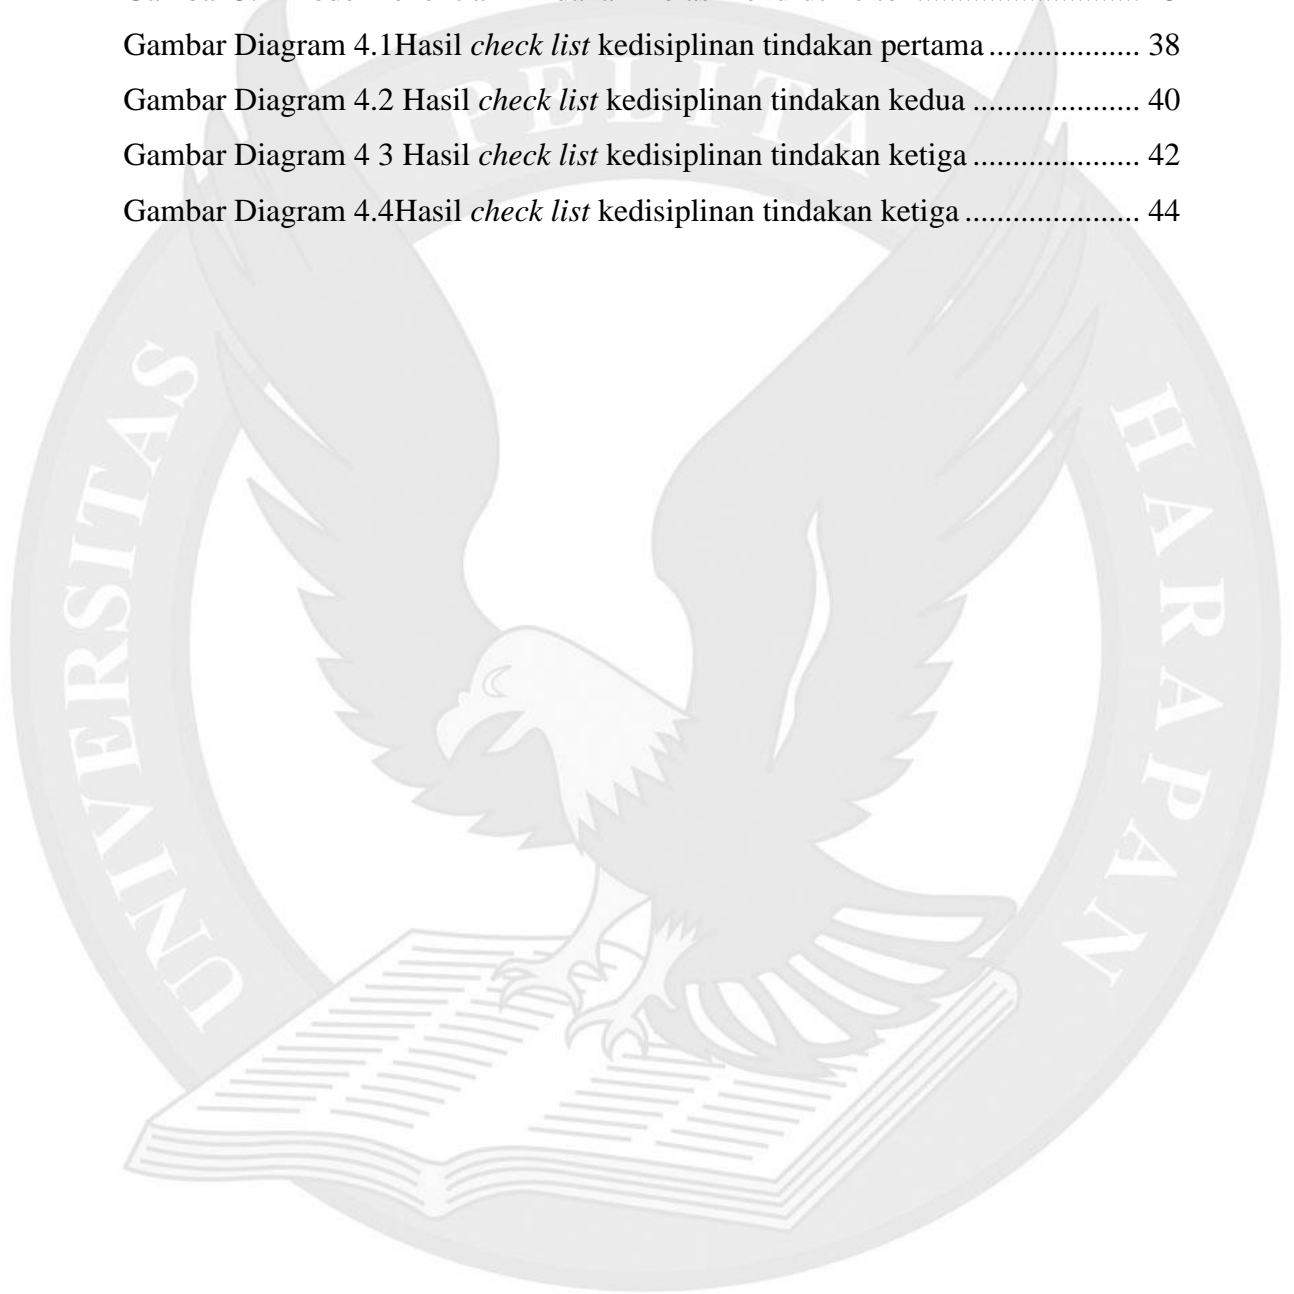 Gambar Diagram 4.1Hasil check list kedisiplinan tindakan pertama ................... 38
Gambar Diagram 4.2 Hasil check list kedisiplinan tindakan kedua ..................... 40
Gambar Diagram 4 3 Hasil check list kedisiplinan tindakan ketiga ..................... 42
Gambar Diagram 4.4Hasil check list kedisiplinan tindakan ketiga ...................... 44
UNIVERSITAS
PELITA
HARAPAN